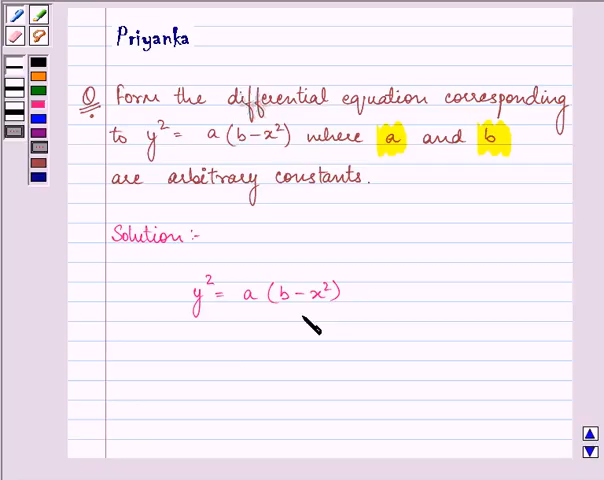 Priyanka
Q. Form the differential equation corresponding
to y² = a (b - x²) where a and b
are arbitrary constants.
Solution :-
y² = a (b - x²)